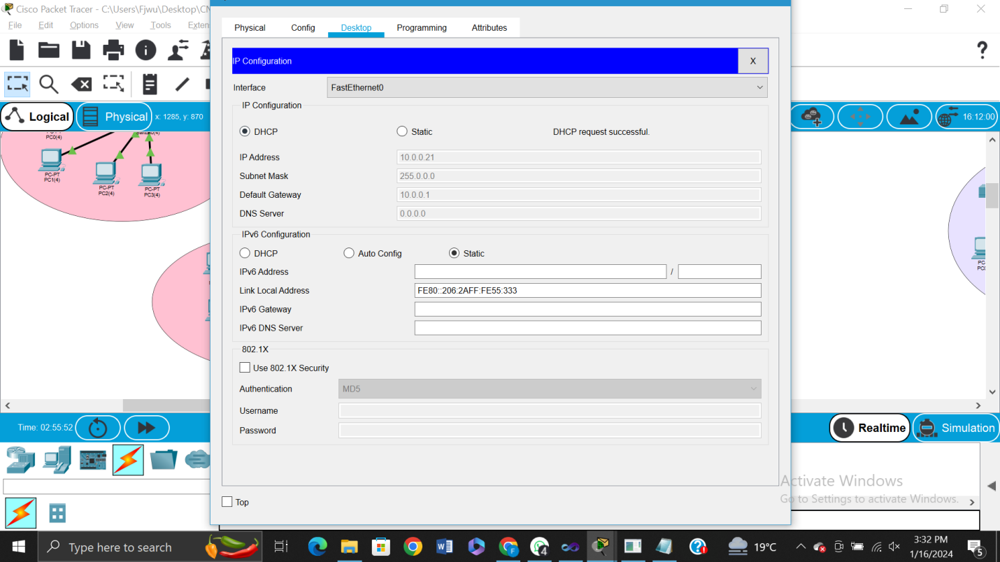 Cisco Packet Tracer - C:\Users\Fjwu\Desktop\CN
File Edit Options View Tools Exten
Physical Config Desktop Programming Attributes
IP Configuration X
Interface FastEthernet0
IP Configuration
Logical Physical x: 1285, y: 870 16:12:00
DHCP Static DHCP request successful.
PC0(4)
IP Address 10.0.0.21
Subnet Mask 255.0.0.0
Default Gateway 10.0.0.1
DNS Server 0.0.0.0
PC-PT
PC1(4)
PC-PT
PC2(4)
PC-PT
PC3(4)
IPv6 Configuration
DHCP Auto Config Static
IPv6 Address /
Link Local Address FE80::206:2AFF:FE55:333
IPv6 Gateway
IPv6 DNS Server
802.1X
Use 802.1X Security
Authentication MD5
Username
Password
Time: 02:55:52 Realtime Simulation
Top
Activate Windows
Go to Settings to activate Windows.
Type here to search
4
19°C
3:32 PM
1/16/2024
5